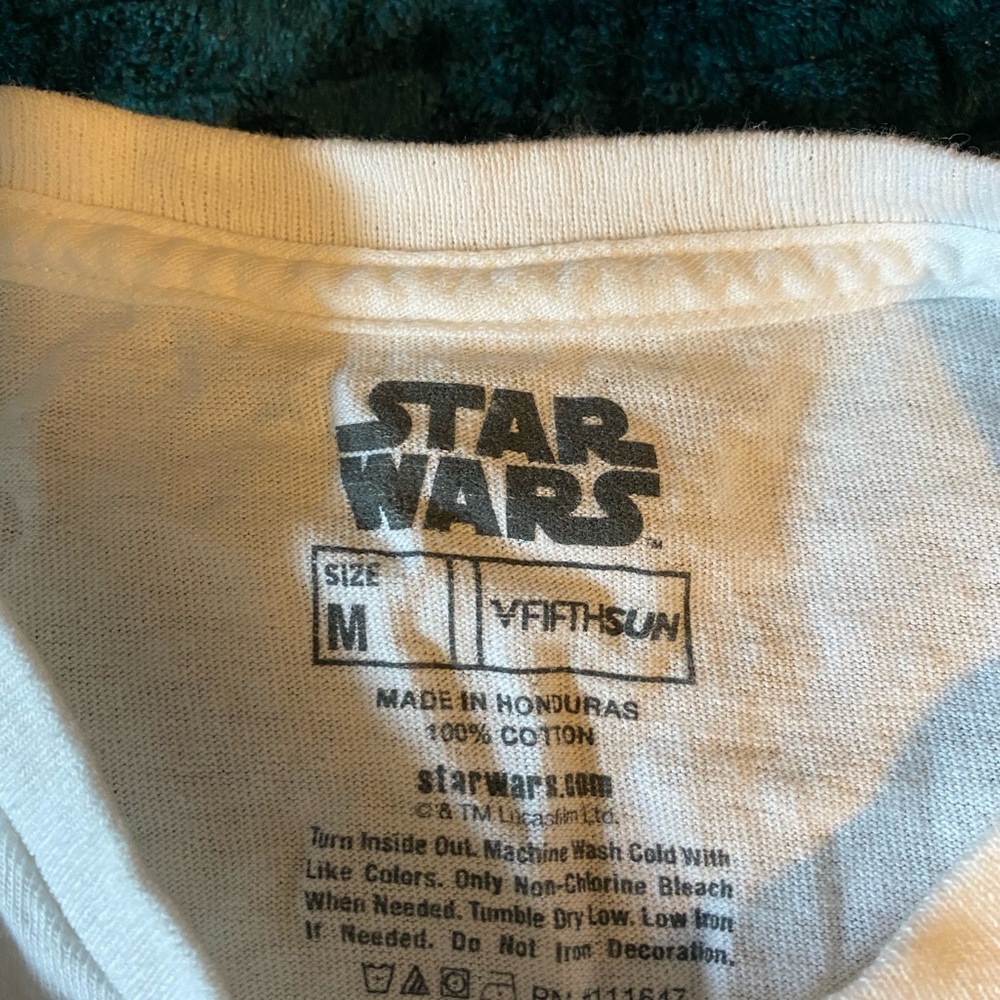 STAR
WARS™
SIZE
M
FIFTHSUN
MADE IN HONDURAS
100% COTTON
starwars.com
© & TM Lucasfilm Ltd.
Turn Inside Out. Machine Wash Cold With
Like Colors. Only Non-Chlorine Bleach
When Needed. Tumble Dry Low. Low Iron
If Needed. Do Not Iron Decoration.